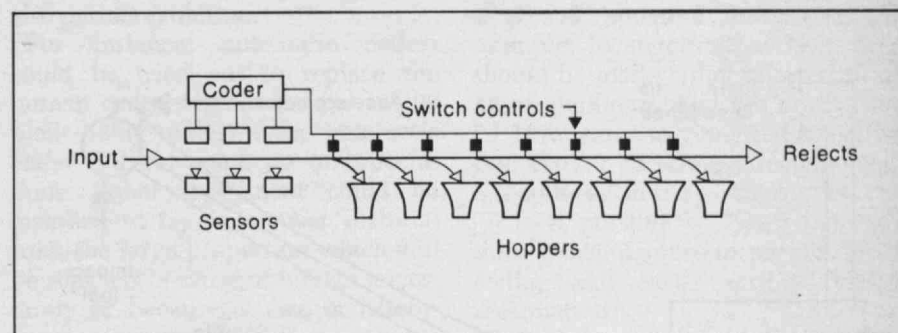 Coder
Switch controls
Input
Rejects
Sensors
Hoppers